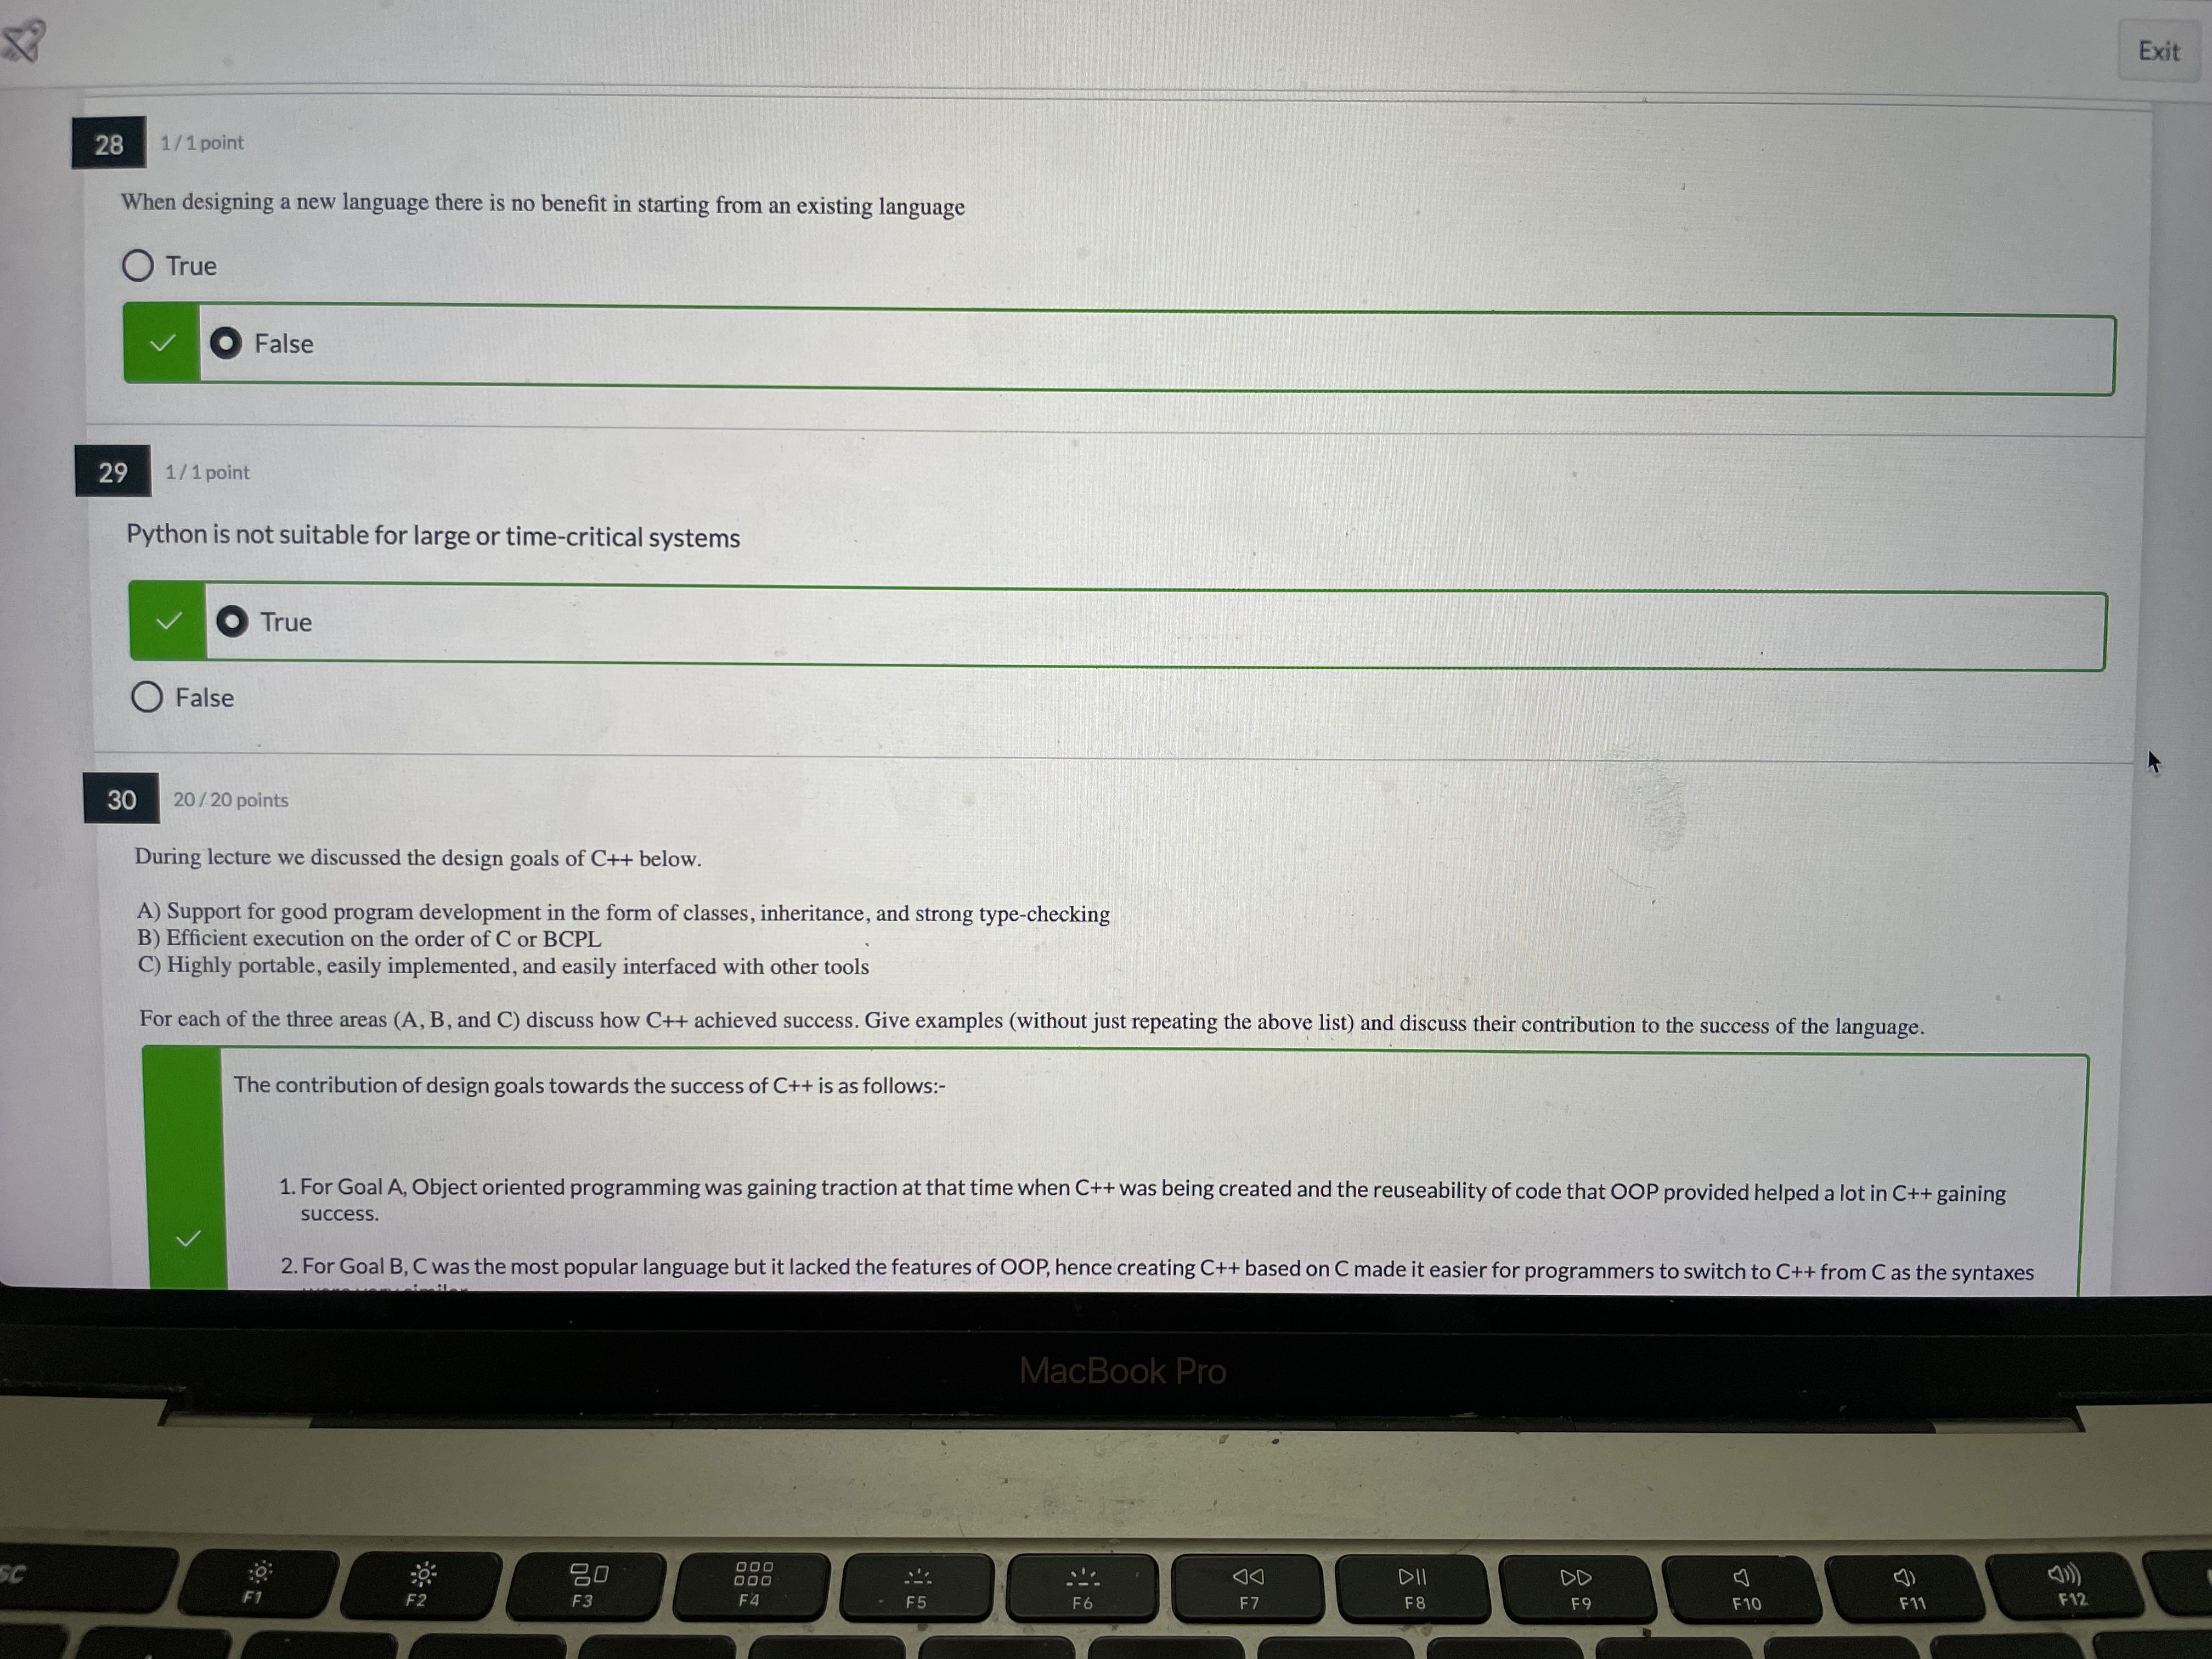 Exit
28 1 / 1 point
When designing a new language there is no benefit in starting from an existing language
True
False
29 1 / 1 point
Python is not suitable for large or time-critical systems
True
False
30 20 / 20 points
During lecture we discussed the design goals of C++ below.
A) Support for good program development in the form of classes, inheritance, and strong type-checking
B) Efficient execution on the order of C or BCPL
C) Highly portable, easily implemented, and easily interfaced with other tools
For each of the three areas (A, B, and C) discuss how C++ achieved success. Give examples (without just repeating the above list) and discuss their contribution to the success of the language.
The contribution of design goals towards the success of C++ is as follows:-
1. For Goal A, Object oriented programming was gaining traction at that time when C++ was being created and the reuseability of code that OOP provided helped a lot in C++ gaining
success.
2. For Goal B, C was the most popular language but it lacked the features of OOP, hence creating C++ based on C made it easier for programmers to switch to C++ from C as the syntaxes
MacBook Pro
F1 F2 F3 F4 F5 F6 F7 F8 F9 F10 F11 F12